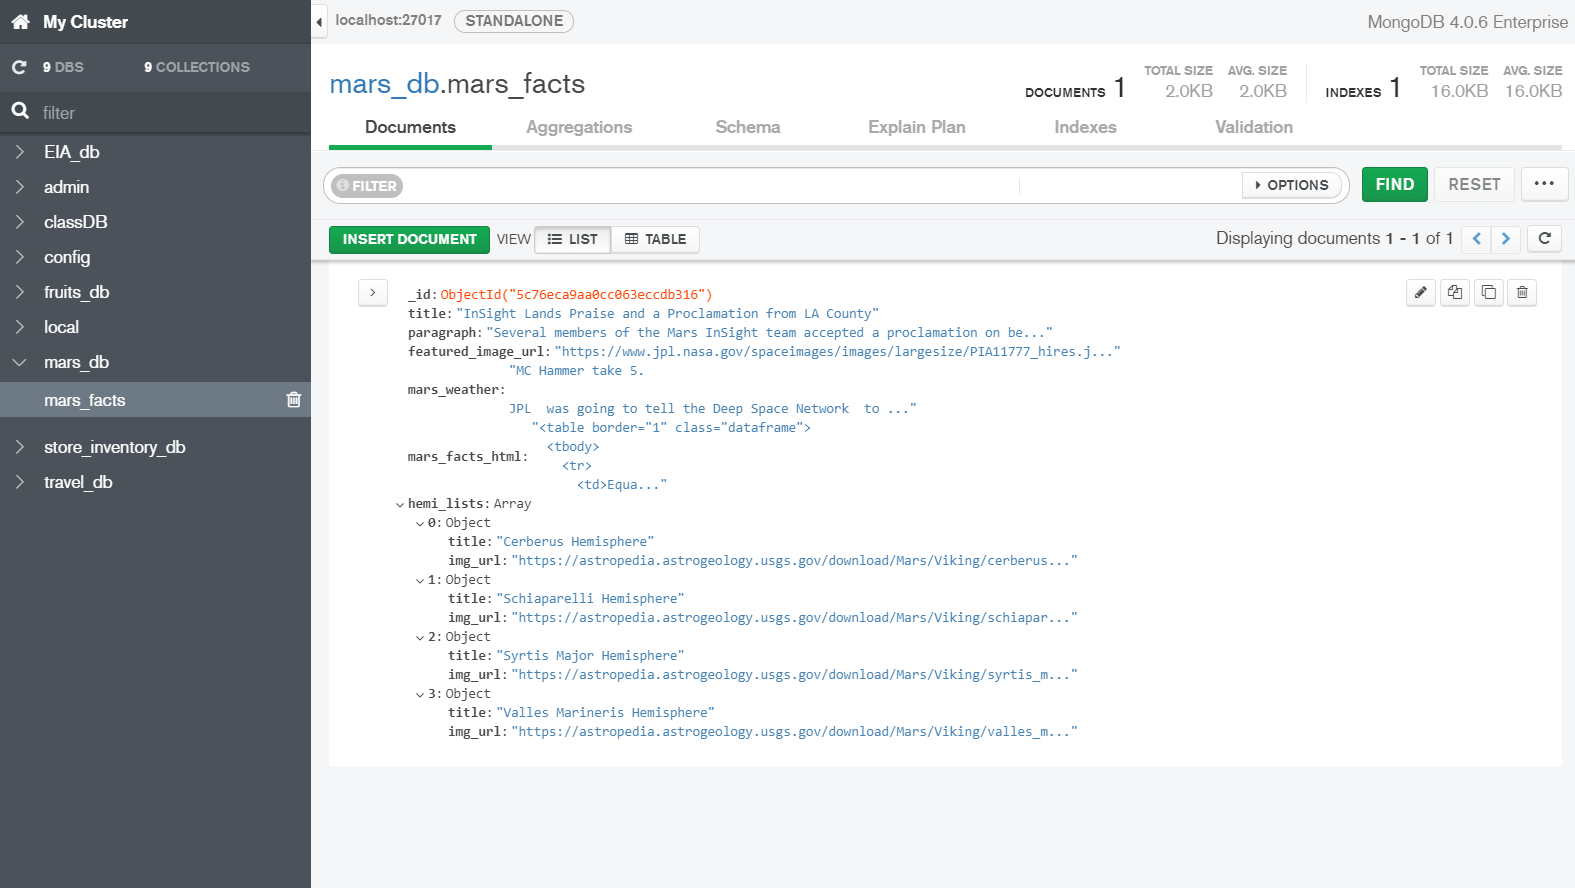 My Cluster
9 DBS 9 COLLECTIONS
filter
EIA_db
admin
classDB
config
fruits_db
local
mars_db
mars_facts
store_inventory_db
travel_db
localhost:27017 STANDALONE MongoDB 4.0.6 Enterprise
mars_db.mars_facts
DOCUMENTS 1 TOTAL SIZE 2.0KB AVG. SIZE 2.0KB INDEXES 1 TOTAL SIZE 16.0KB AVG. SIZE 16.0KB
Documents Aggregations Schema Explain Plan Indexes Validation
FILTER OPTIONS FIND RESET ...
INSERT DOCUMENT VIEW LIST TABLE Displaying documents 1 - 1 of 1
_id: ObjectId("5c76eca9aa0cc063eccdb316")
title: "InSight Lands Praise and a Proclamation from LA County"
paragraph: "Several members of the Mars InSight team accepted a proclamation on be..."
featured_image_url: "https://www.jpl.nasa.gov/spaceimages/images/largesize/PIA11777_hires.j..."
"MC Hammer take 5.
mars_weather:
JPL was going to tell the Deep Space Network to ..."
"<table border="1" class="dataframe">
<tbody>
mars_facts_html:
<tr>
<td>Equa..."
hemi_lists: Array
0: Object
title: "Cerberus Hemisphere"
img_url: "https://astropedia.astrogeology.usgs.gov/download/Mars/Viking/cerberus..."
1: Object
title: "Schiaparelli Hemisphere"
img_url: "https://astropedia.astrogeology.usgs.gov/download/Mars/Viking/schiapar..."
2: Object
title: "Syrtis Major Hemisphere"
img_url: "https://astropedia.astrogeology.usgs.gov/download/Mars/Viking/syrtis_m..."
3: Object
title: "Valles Marineris Hemisphere"
img_url: "https://astropedia.astrogeology.usgs.gov/download/Mars/Viking/valles_m..."